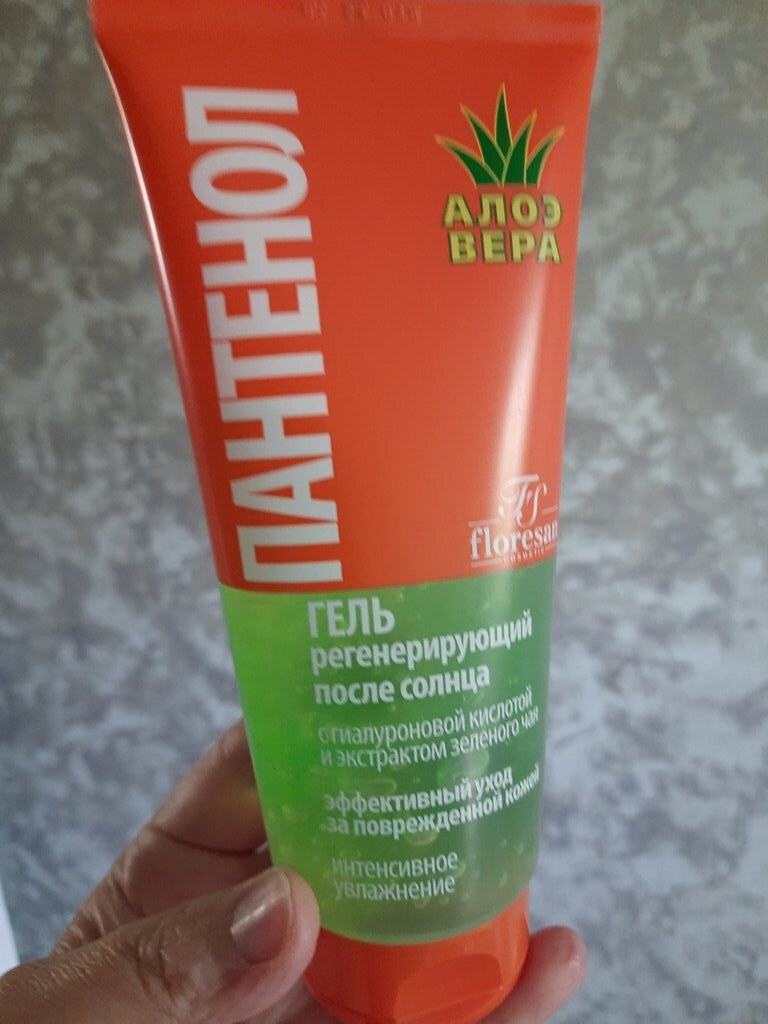 ПАНТЕНОЛ
АЛОЭ
ВЕРА
FS
floresan
ГЕЛЬ
регенерирующий
после солнца
с гиалуроновой кислотой
и экстрактом зеленого чая
эффективный уход
за поврежденной кожей
интенсивное
увлажнение